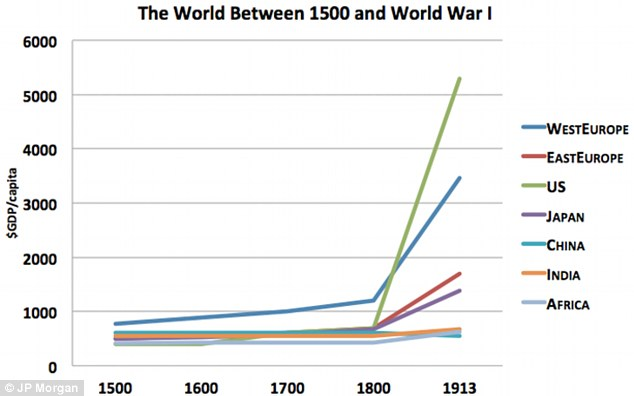 The World Between 1500 and World War I
6000
5000
4000
3000
2000
1000
0
$GDP/capita
1500 1600 1700 1800 1913
WESTEUROPE
EASTEUROPE
US
JAPAN
CHINA
INDIA
AFRICA
© JP Morgan